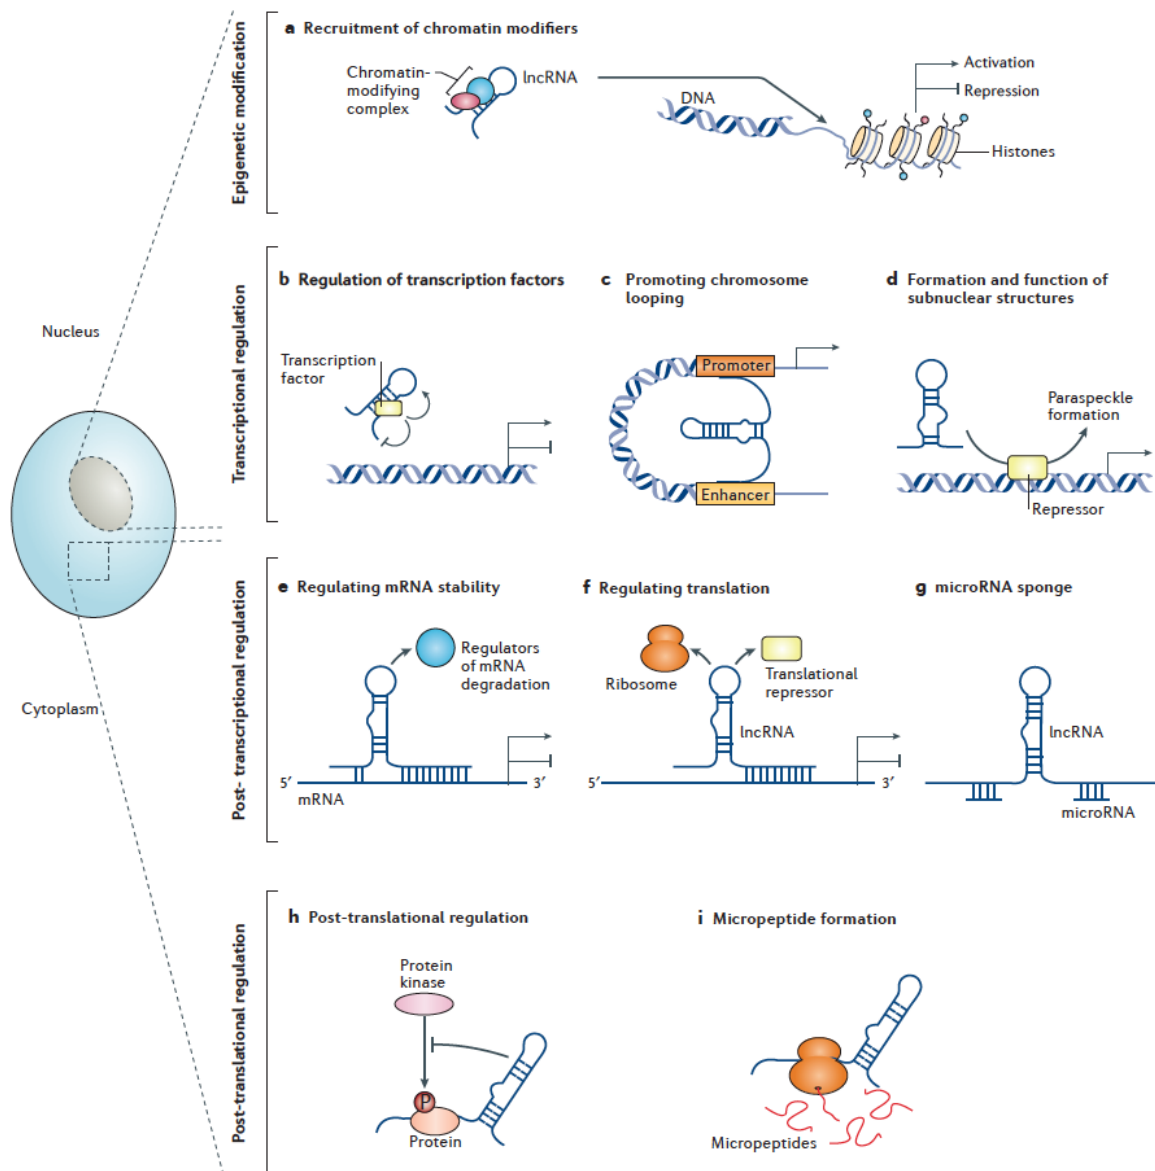 Epigenetic modification
a Recruitment of chromatin modifiers
Chromatin-
modifying
complex
lncRNA
DNA
Activation
Repression
Histones
Nucleus
Cytoplasm
Transcriptional regulation
b Regulation of transcription factors
Transcription
factor
c Promoting chromosome
looping
Promoter
Enhancer
d Formation and function of
subnuclear structures
Paraspeckle
formation
Repressor
Post- transcriptional regulation
e Regulating mRNA stability
Regulators
of mRNA
degradation
5′
3′
mRNA
f Regulating translation
Ribosome
Translational
repressor
lncRNA
5′
3′
g microRNA sponge
lncRNA
microRNA
Post-translational regulation
h Post-translational regulation
Protein
kinase
P
Protein
i Micropeptide formation
Micropeptides